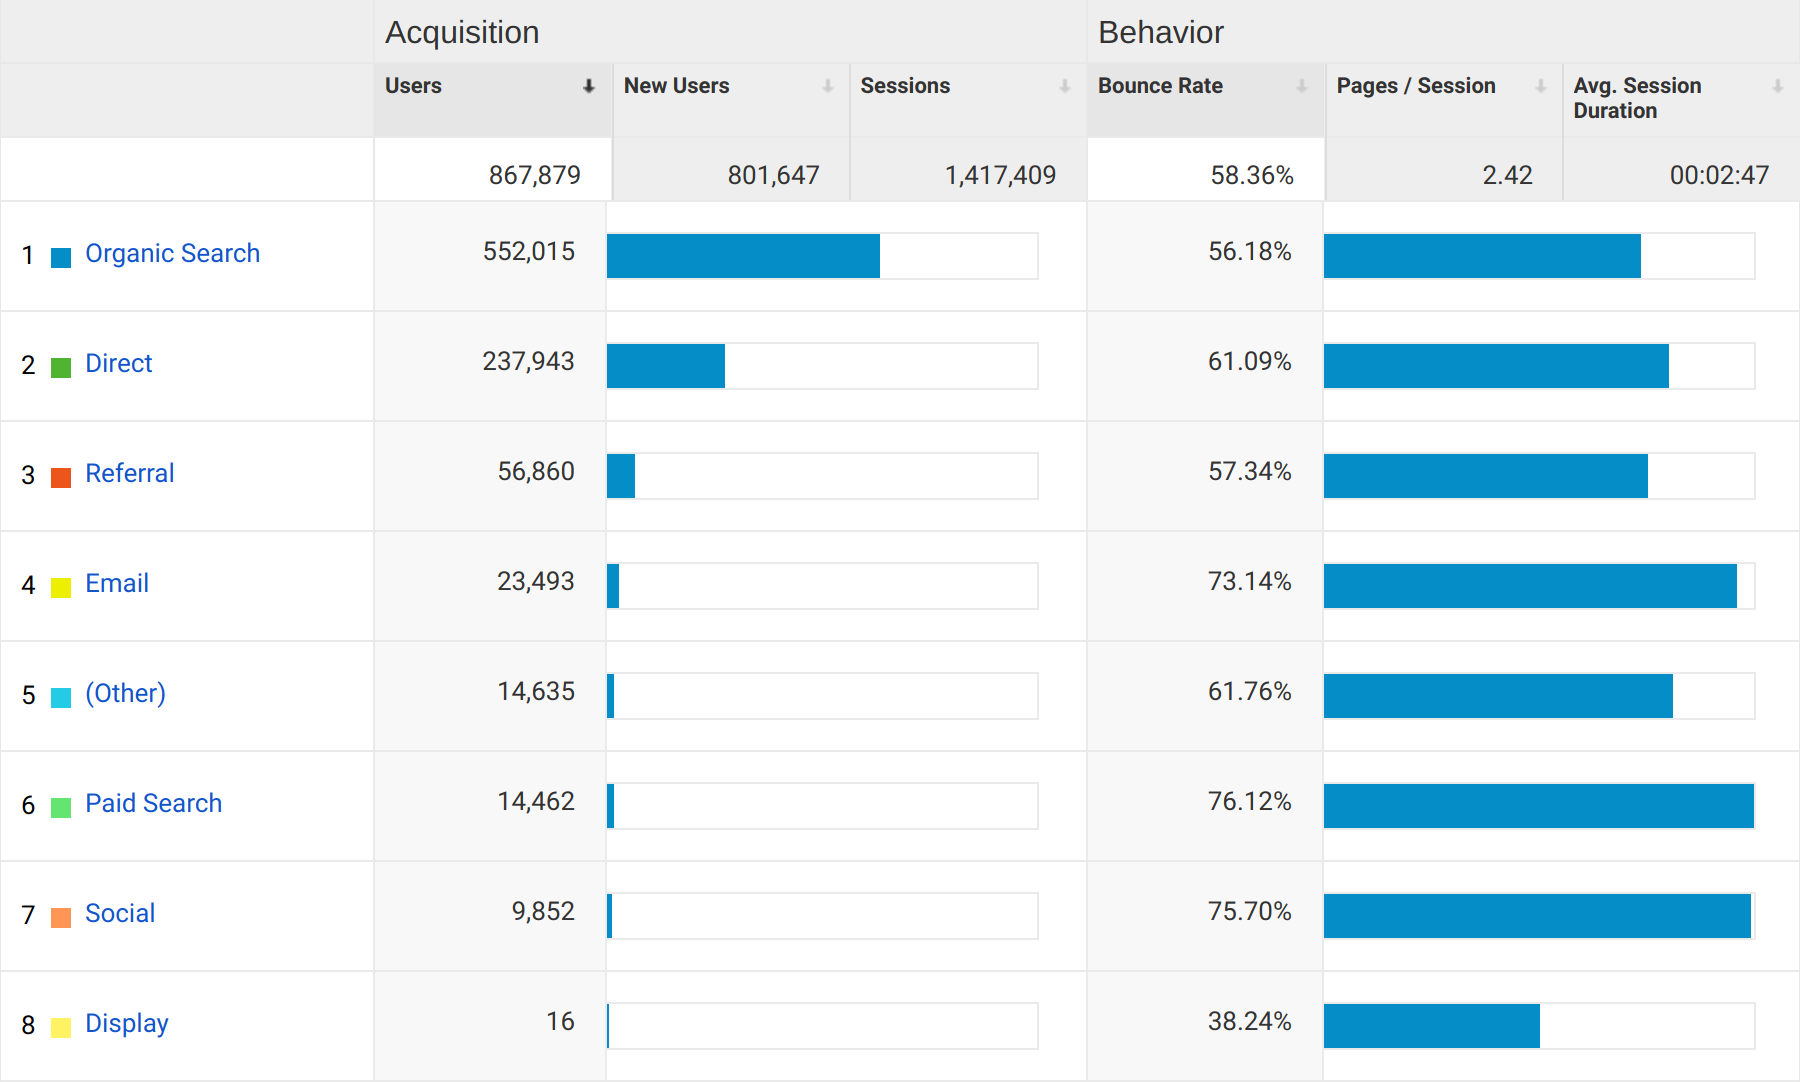 Acquisition Behavior
Users New Users Sessions Bounce Rate Pages / Session Avg. Session
Duration
867,879 801,647 1,417,409 58.36% 2.42 00:02:47
1 Organic Search 552,015 56.18%
2 Direct 237,943 61.09%
3 Referral 56,860 57.34%
4 Email 23,493 73.14%
5 (Other) 14,635 61.76%
6 Paid Search 14,462 76.12%
7 Social 9,852 75.70%
8 Display 16 38.24%